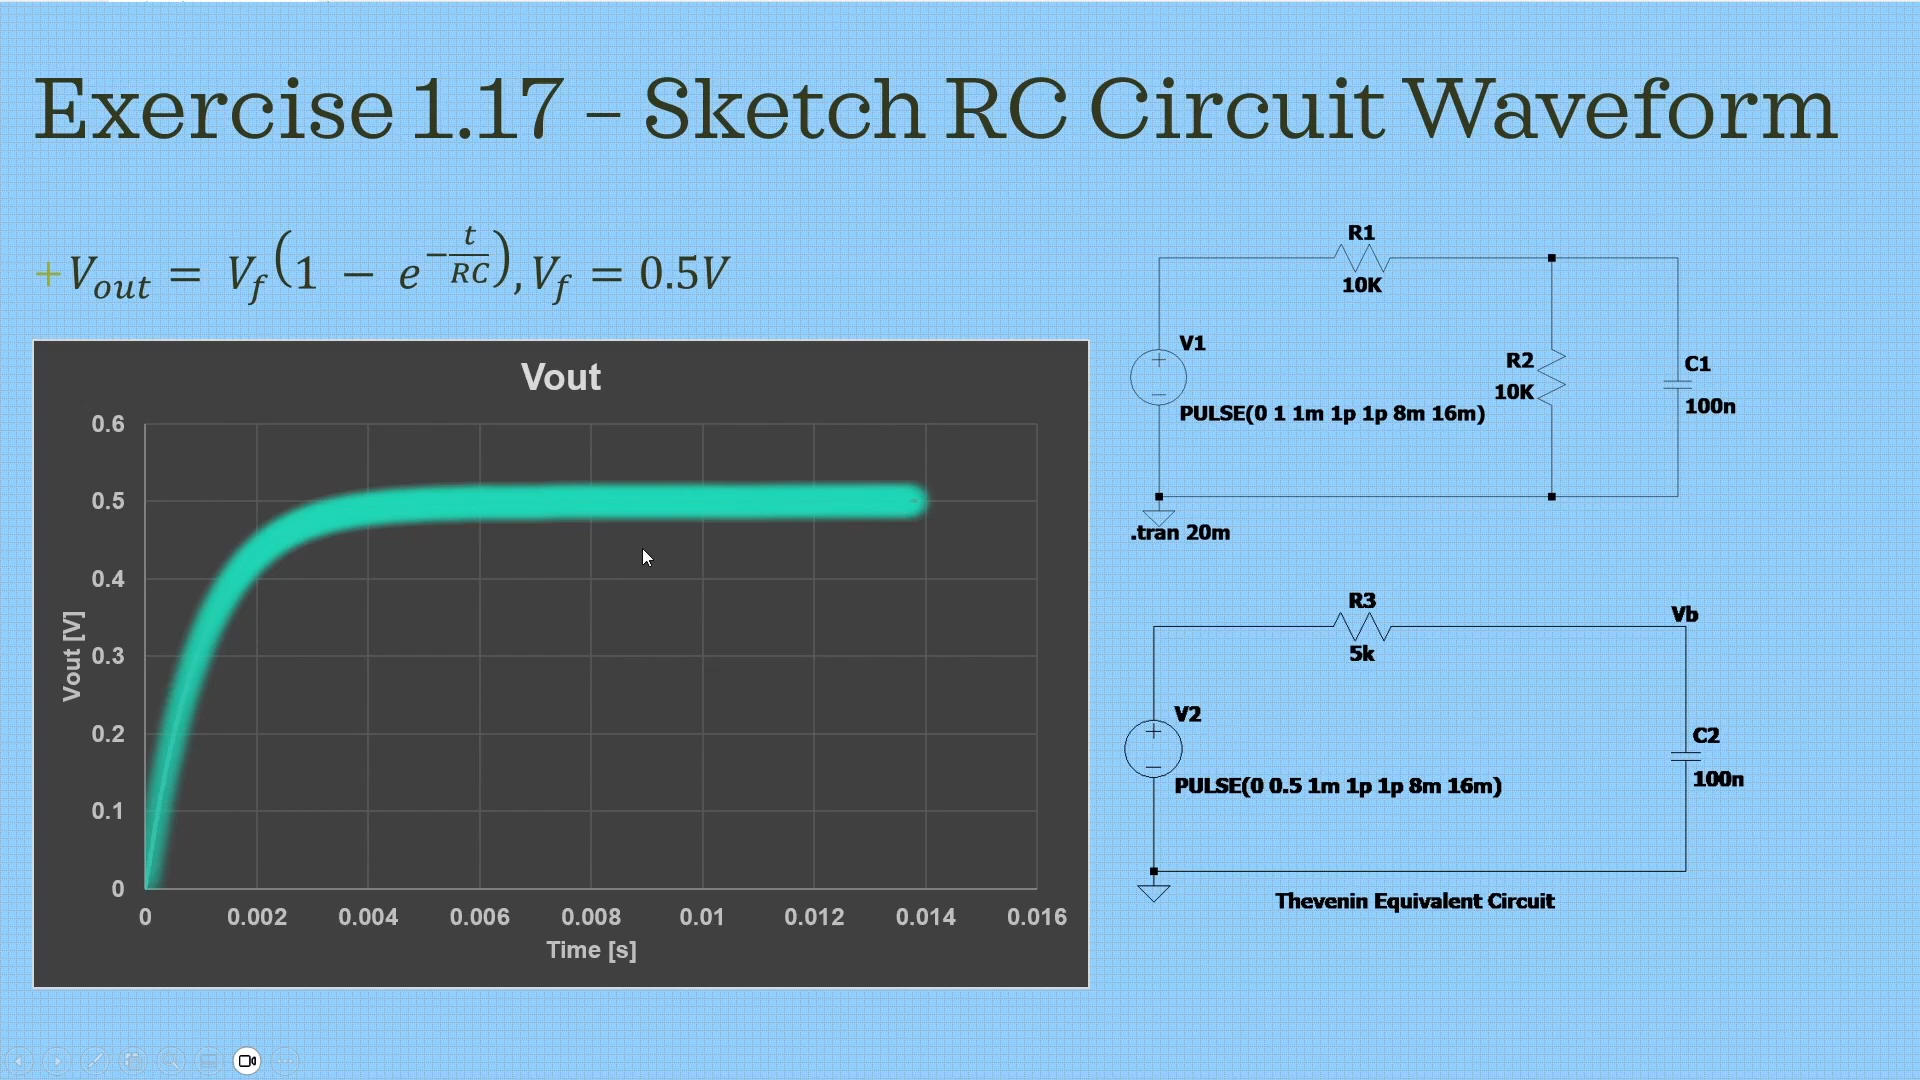 Exercise 1.17 – Sketch RC Circuit Waveform
+V_out = V_f(1 − e^(−t/RC)), V_f = 0.5V
Vout
0.6
0.5
0.4
0.3
0.2
0.1
0
Vout [V]
0 0.002 0.004 0.006 0.008 0.01 0.012 0.014 0.016
Time [s]
R1
10K
V1
PULSE(0 1 1m 1p 1p 8m 16m)
R2
10K
C1
100n
.tran 20m
R3
5k
Vb
V2
PULSE(0 0.5 1m 1p 1p 8m 16m)
C2
100n
Thevenin Equivalent Circuit